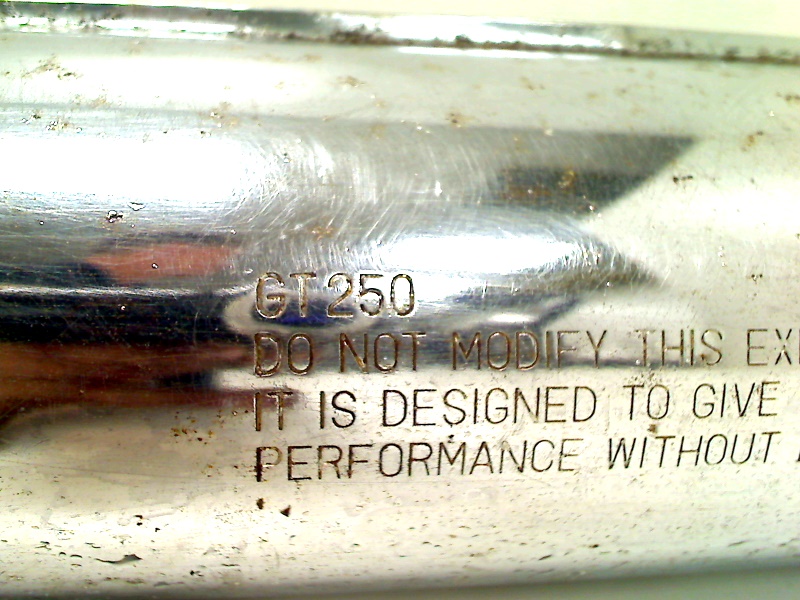 GT250
DO NOT MODIFY THIS
IT IS DESIGNED TO GIVE
PERFORMANCE WITHOUT